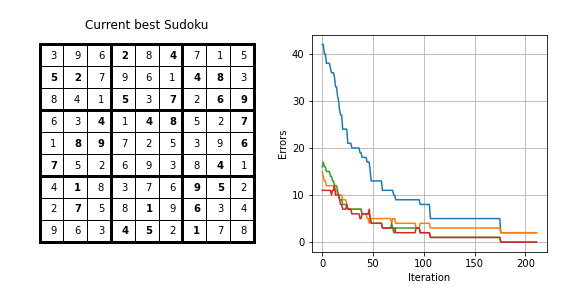 Current best Sudoku
3 9 6 2 8 4 7 1 5
5 2 7 9 6 1 4 8 3
8 4 1 5 3 7 2 6 9
6 3 4 1 4 8 5 2 7
1 8 9 7 2 5 3 9 6
7 5 2 6 9 3 8 4 1
4 1 8 3 7 6 9 5 2
2 7 5 8 1 9 6 3 4
9 6 3 4 5 2 1 7 8
Errors
40
30
20
10
0
0 50 100 150 200
Iteration